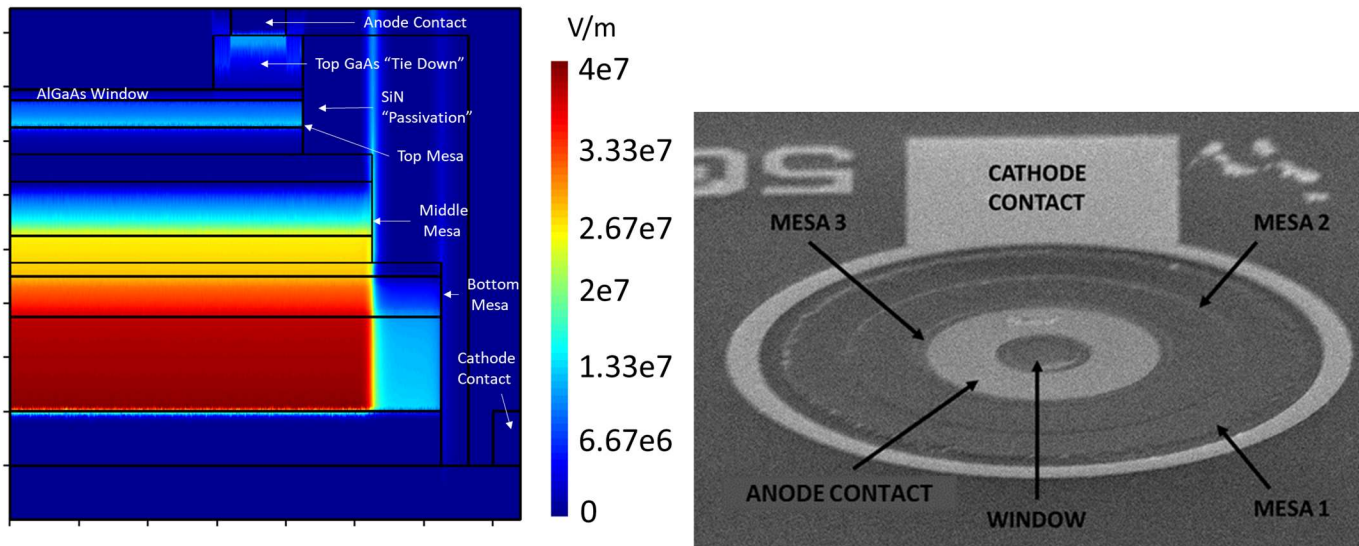 Anode Contact
V/m
4e7
Top GaAs “Tie Down”
AlGaAs Window
SiN
“Passivation”
3.33e7
Top Mesa
2.67e7
Middle
Mesa
2e7
Bottom
Mesa
1.33e7
Cathode
Contact
6.67e6
0
CATHODE
CONTACT
MESA 3
MESA 2
ANODE CONTACT
WINDOW
MESA 1